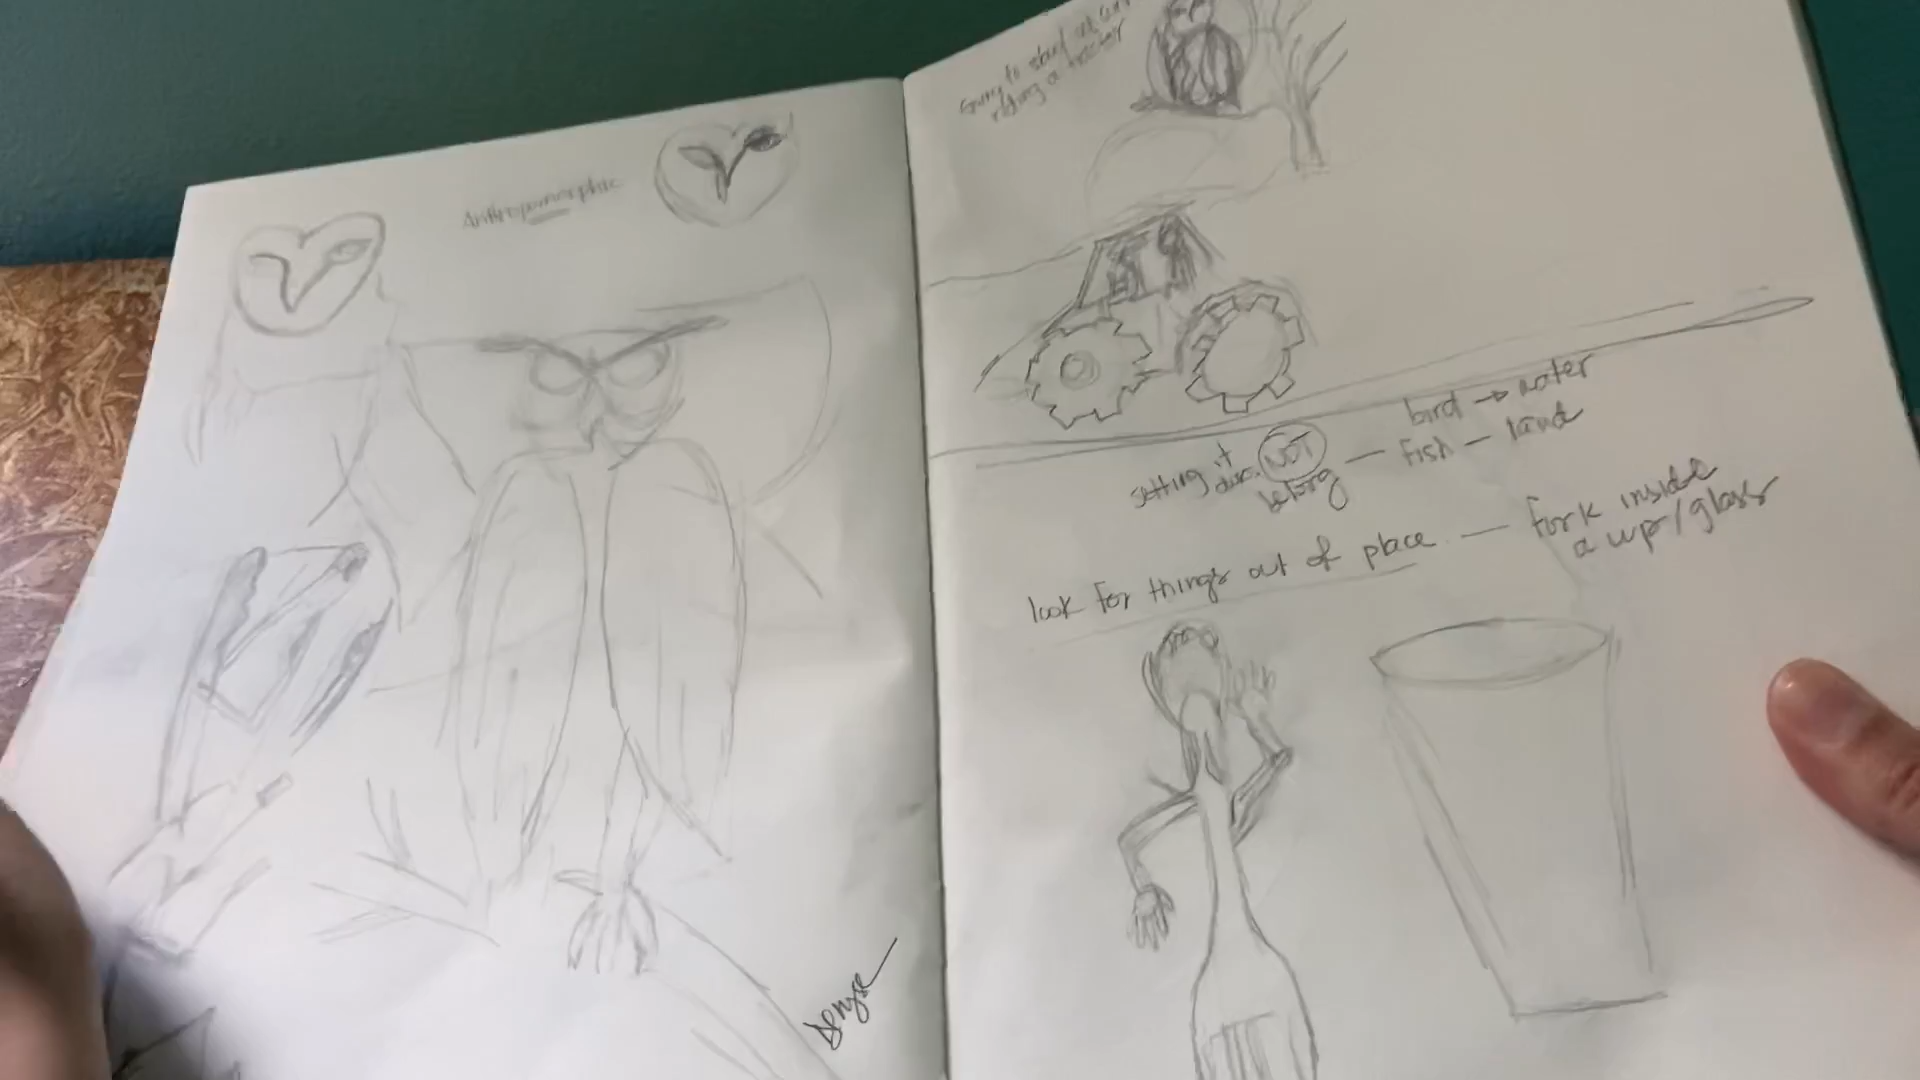 Anthropomorphic
Denyse
to start at
riding a tractor
bird → water
setting it does NOT belong — fish — land
look for things out of place — fork inside
a cup/glass